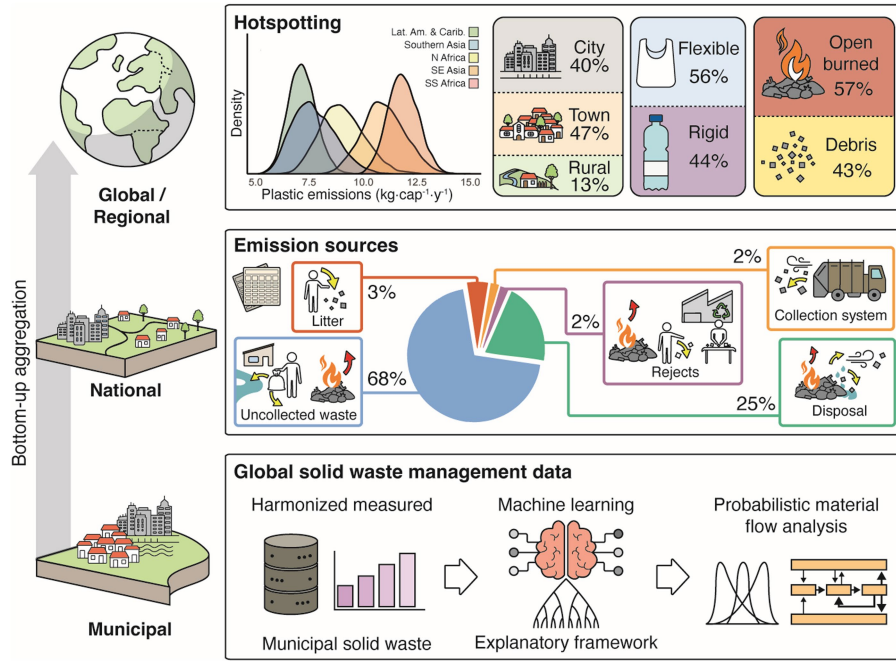 Hotspotting
Density
Lat. Am. & Carib.
Southern Asia
N Africa
SE Asia
SS Africa
5.0 7.5 10.0 12.5 15.0
Plastic emissions (kg·cap⁻¹·y⁻¹)
City
40%
Town
47%
Rural
13%
Flexible
56%
Rigid
44%
Open
burned
57%
Debris
43%
Global /
Regional
Bottom-up aggregation
National
Municipal
Emission sources
Litter
3%
Uncollected waste
68%
2%
Collection system
2%
Rejects
25%
Disposal
Global solid waste management data
Harmonized measured
Municipal solid waste
Machine learning
Explanatory framework
Probabilistic material
flow analysis